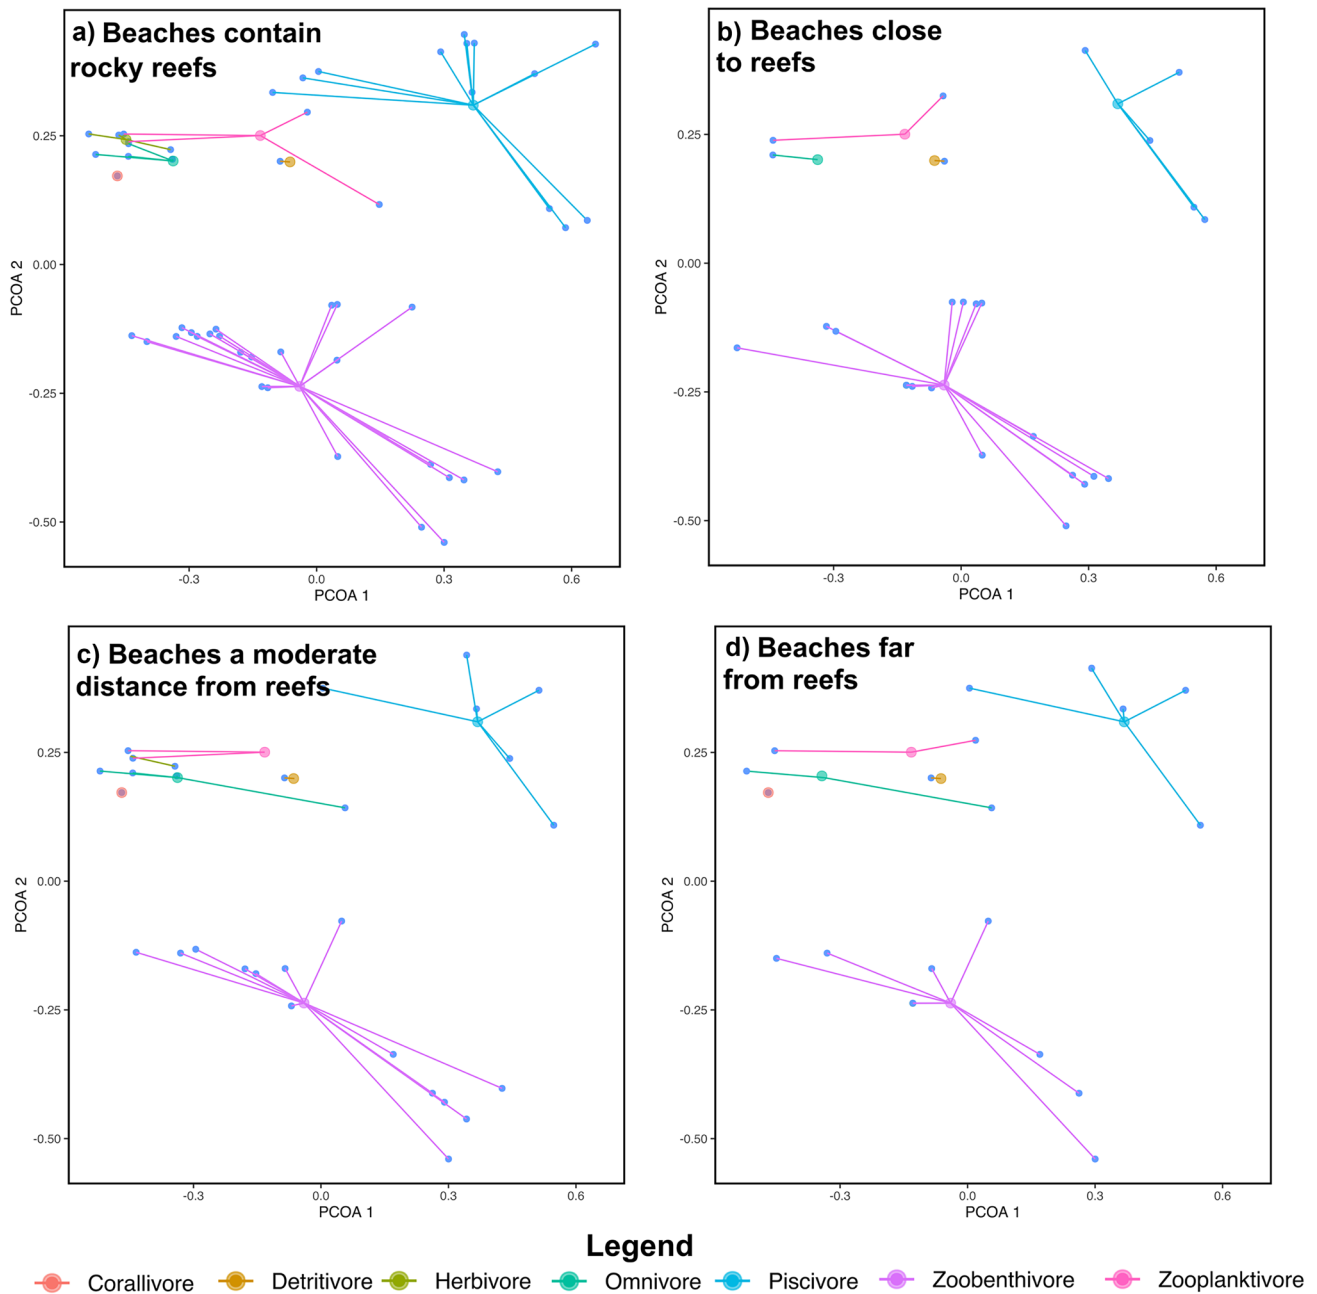 a) Beaches contain
rocky reefs
0.25
0.00
-0.25
-0.50
PCOA 2
-0.3
0.0
0.3
0.6
PCOA 1
b) Beaches close
to reefs
0.25
0.00
-0.25
-0.50
PCOA 2
-0.3
0.0
0.3
0.6
PCOA 1
c) Beaches a moderate
distance from reefs
0.25
0.00
-0.25
-0.50
PCOA 2
-0.3
0.0
0.3
0.6
PCOA 1
d) Beaches far
from reefs
0.25
0.00
-0.25
-0.50
PCOA 2
-0.3
0.0
0.3
0.6
PCOA 1
Legend
Corallivore Detritivore Herbivore Omnivore Piscivore Zoobenthivore Zooplanktivore